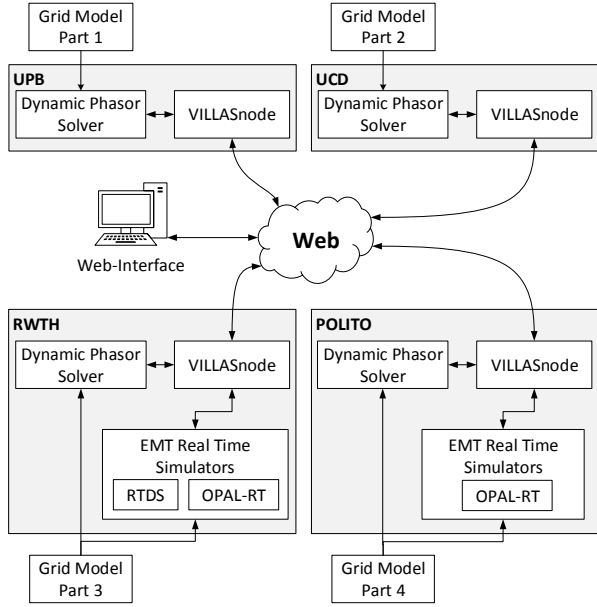 Grid Model
Part 1
Grid Model
Part 2
UPB
Dynamic Phasor
Solver
VILLASnode
UCD
Dynamic Phasor
Solver
VILLASnode
Web-Interface
Web
RWTH
Dynamic Phasor
Solver
VILLASnode
EMT Real Time
Simulators
RTDS
OPAL-RT
POLITO
Dynamic Phasor
Solver
VILLASnode
EMT Real Time
Simulators
OPAL-RT
Grid Model
Part 3
Grid Model
Part 4